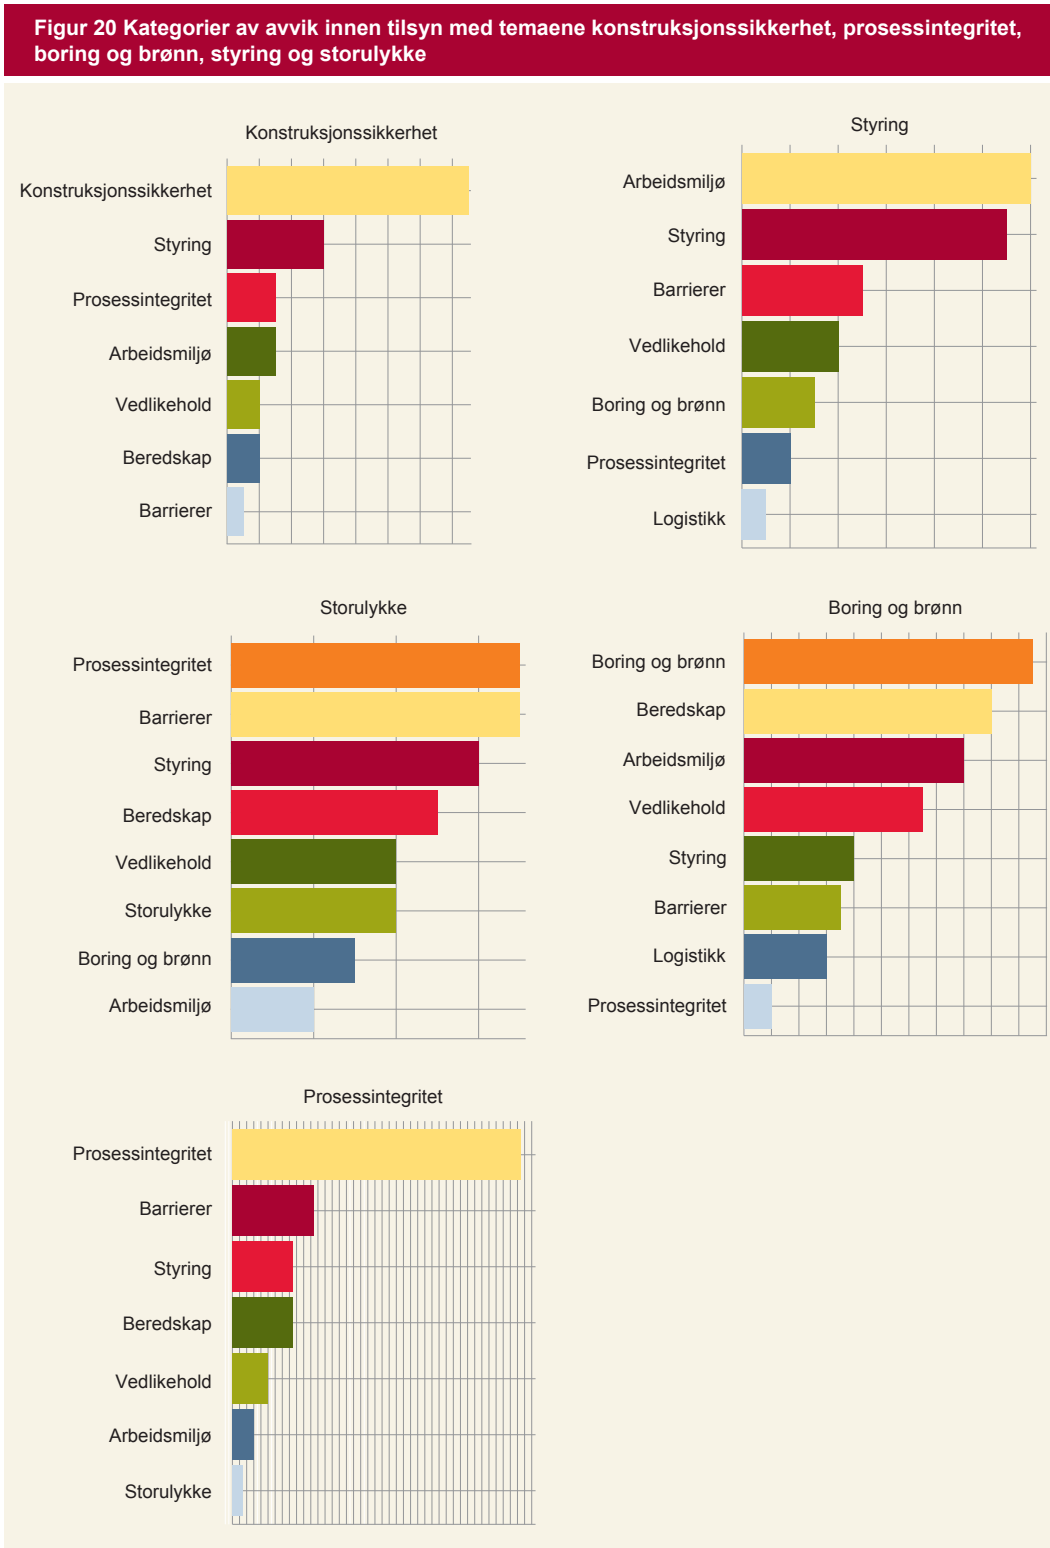 Figur 20 Kategorier av avvik innen tilsyn med temaene konstruksjonssikkerhet, prosessintegritet,
boring og brønn, styring og storulykke
Konstruksjonssikkerhet
Konstruksjonssikkerhet
Styring
Prosessintegritet
Arbeidsmiljø
Vedlikehold
Beredskap
Barrierer
Styring
Arbeidsmiljø
Styring
Barrierer
Vedlikehold
Boring og brønn
Prosessintegritet
Logistikk
Storulykke
Prosessintegritet
Barrierer
Styring
Beredskap
Vedlikehold
Storulykke
Boring og brønn
Arbeidsmiljø
Boring og brønn
Boring og brønn
Beredskap
Arbeidsmiljø
Vedlikehold
Styring
Barrierer
Logistikk
Prosessintegritet
Prosessintegritet
Prosessintegritet
Barrierer
Styring
Beredskap
Vedlikehold
Arbeidsmiljø
Storulykke